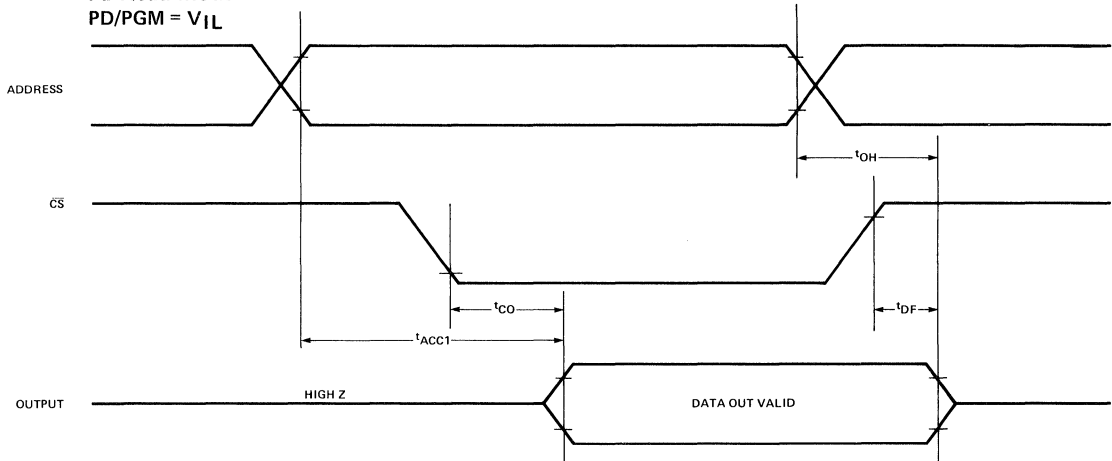 PD/PGM = VIL
ADDRESS
tOH
CS
tCO
tDF
tACC1
OUTPUT
HIGH Z
DATA OUT VALID